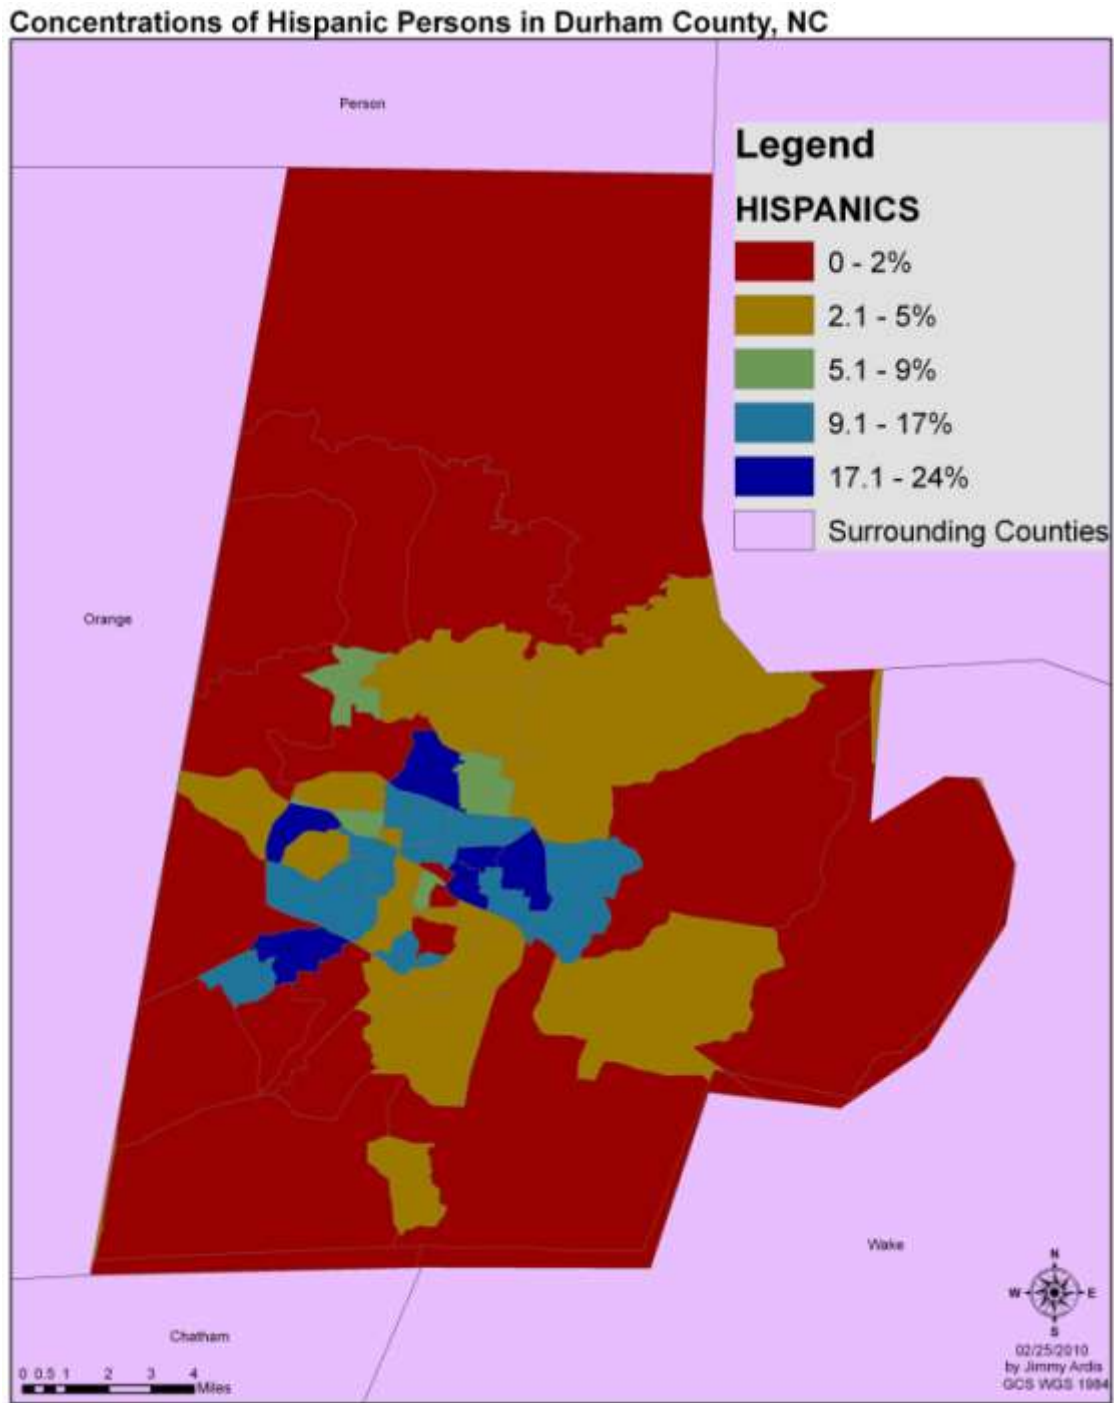 Concentrations of Hispanic Persons in Durham County, NC
Person
Legend
HISPANICS
0 - 2%
2.1 - 5%
5.1 - 9%
9.1 - 17%
17.1 - 24%
Surrounding Counties
Orange
Wake
N
W E
S
Chatham
02/25/2010
by Jimmy Ardis
GCS WGS 1984
0 0.5 1 2 3 4
Miles